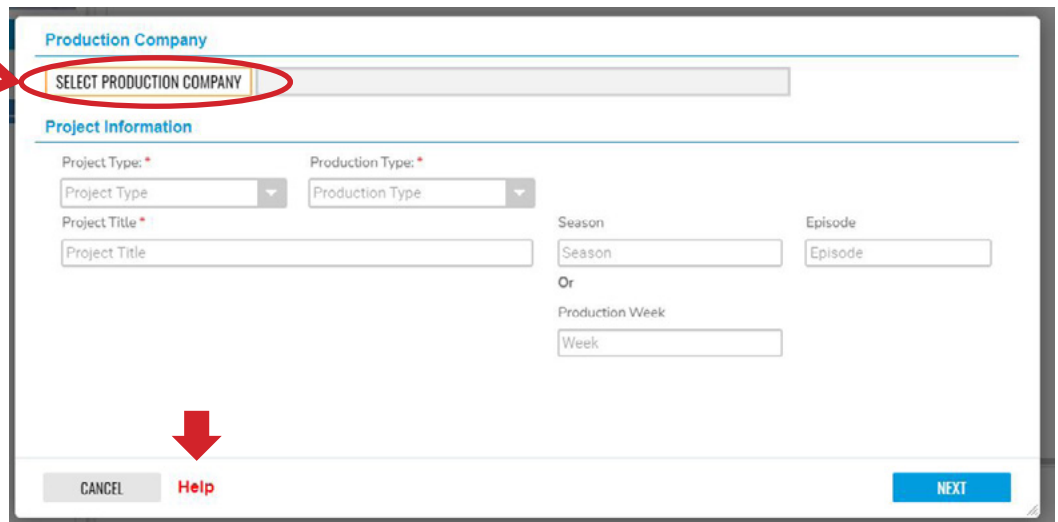 Production Company
SELECT PRODUCTION COMPANY
Project Information
Project Type: * Production Type: *
Project Type Production Type
Project Title * Season Episode
Project Title Season Episode
Or
Production Week
Week
CANCEL Help NEXT